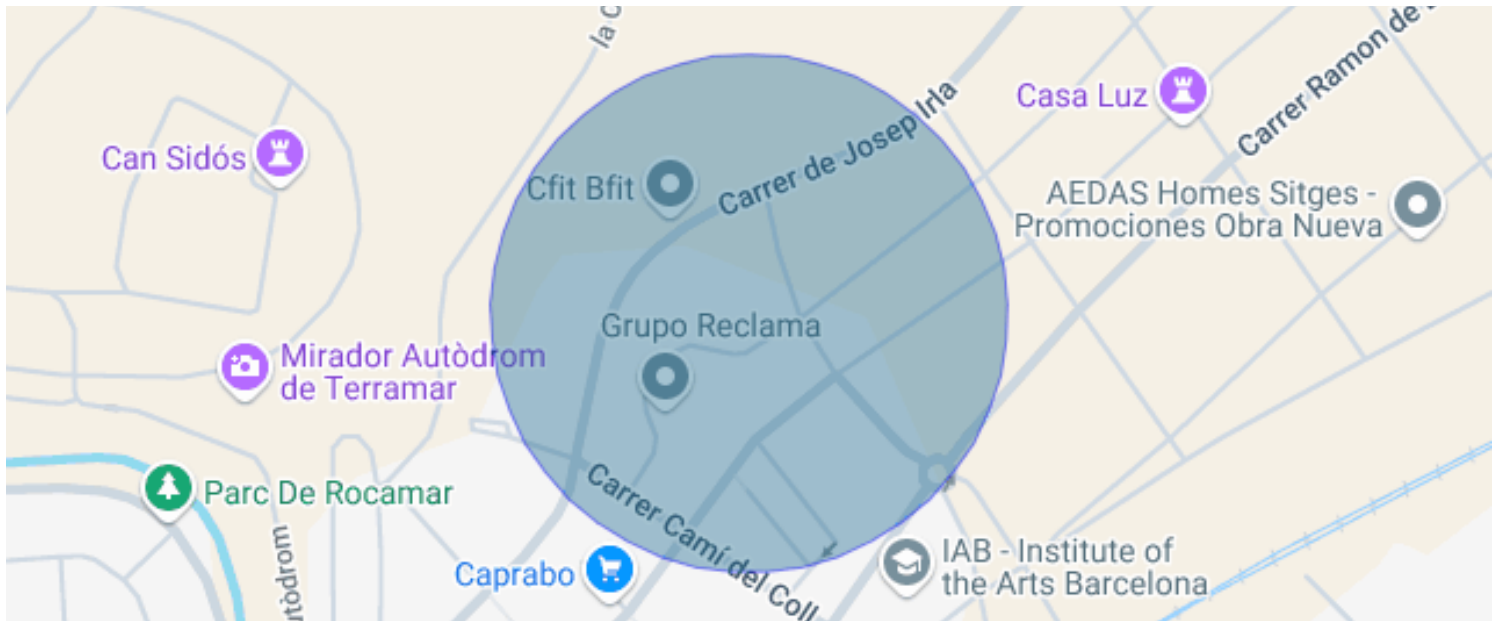 la C
Casa Luz
Carrer Ramon de
Can Sidós
Cfit Bfit
Carrer de Josep Irla
AEDAS Homes Sitges -
Promociones Obra Nueva
Grupo Reclama
Mirador Autòdrom
de Terramar
Parc De Rocamar
Carrer Camí del Coll
utòdrom
Caprabo
IAB - Institute of
the Arts Barcelona